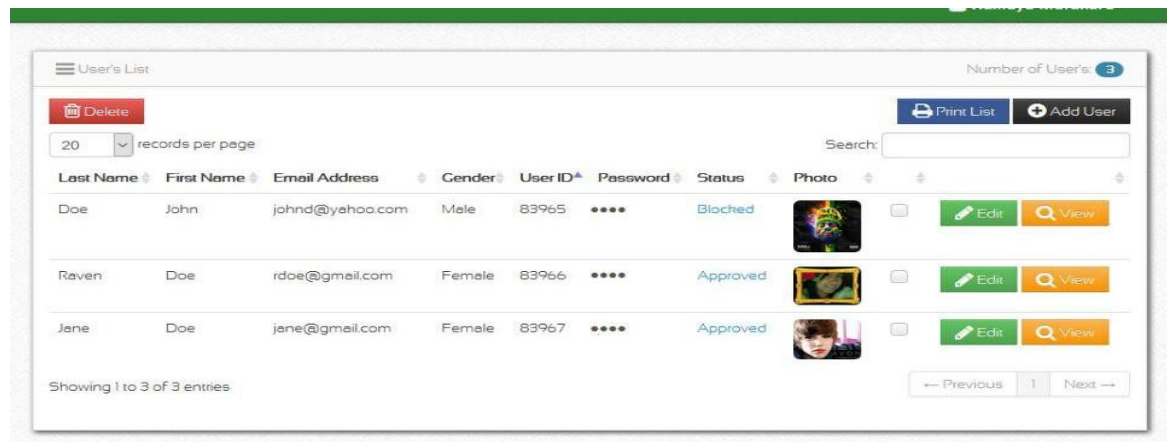 User's List Number of User's: 3
Delete Print List Add User
20 records per page Search:
Last Name First Name Email Address Gender User ID Password Status Photo
Doe John johnd@yahoo.com Male 83965 •••• Blocked Edit View
Raven Doe rdoe@gmail.com Female 83966 •••• Approved Edit View
Jane Doe jane@gmail.com Female 83967 •••• Approved Edit View
Showing 1 to 3 of 3 entries ← Previous 1 Next →